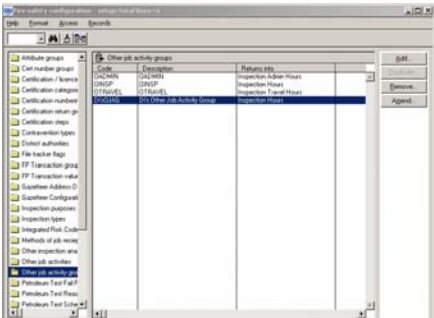 Fire safety configuration
Help Format Access Records
Attribute groups
Cert number groups
Certification / licence
Certification categories
Certification numbers
Certification return gr
Certification steps
Contravention types
District authorities
File tracker flags
FP Transaction group
FP Transaction value
Gazetteer Address D
Gazetteer Configurati
Inspection purposes
Inspection types
Integrated Risk Code
Methods of job receip
Other inspection ana
Other job activities
Other job activity gro
Petroleum Test Fail F
Petroleum Test Reas
Petroleum Test Sche
Other job activity groups
Code Description Returns into
OADMIN OADMIN Inspection Admin Hours
OINSP OINSP Inspection Hours
OTRAVEL OTRAVEL Inspection Travel Hours
Other Job Activity Group Inspection Hours
Add...
Duplicate
Remove...
Amend...